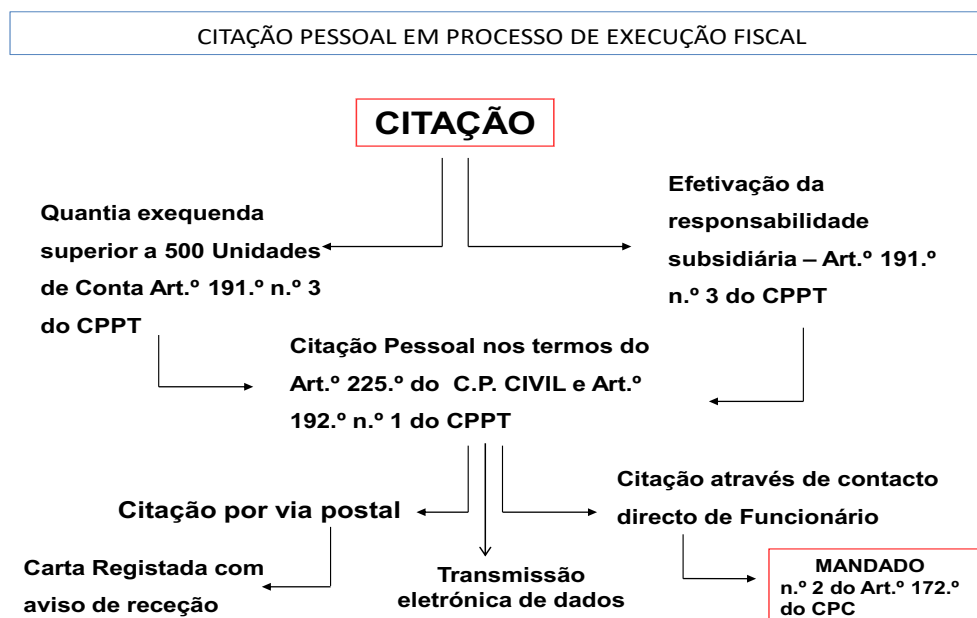 CITAÇÃO PESSOAL EM PROCESSO DE EXECUÇÃO FISCAL
CITAÇÃO
Quantia exequenda
superior a 500 Unidades
de Conta Art.º 191.º n.º 3
do CPPT
Efetivação da
responsabilidade
subsidiária – Art.º 191.º
n.º 3 do CPPT
Citação Pessoal nos termos do
Art.º 225.º do C.P. CIVIL e Art.º
192.º n.º 1 do CPPT
Citação por via postal
Citação através de contacto
directo de Funcionário
Carta Registada com
aviso de receção
Transmissão
eletrónica de dados
MANDADO
n.º 2 do Art.º 172.º
do CPC